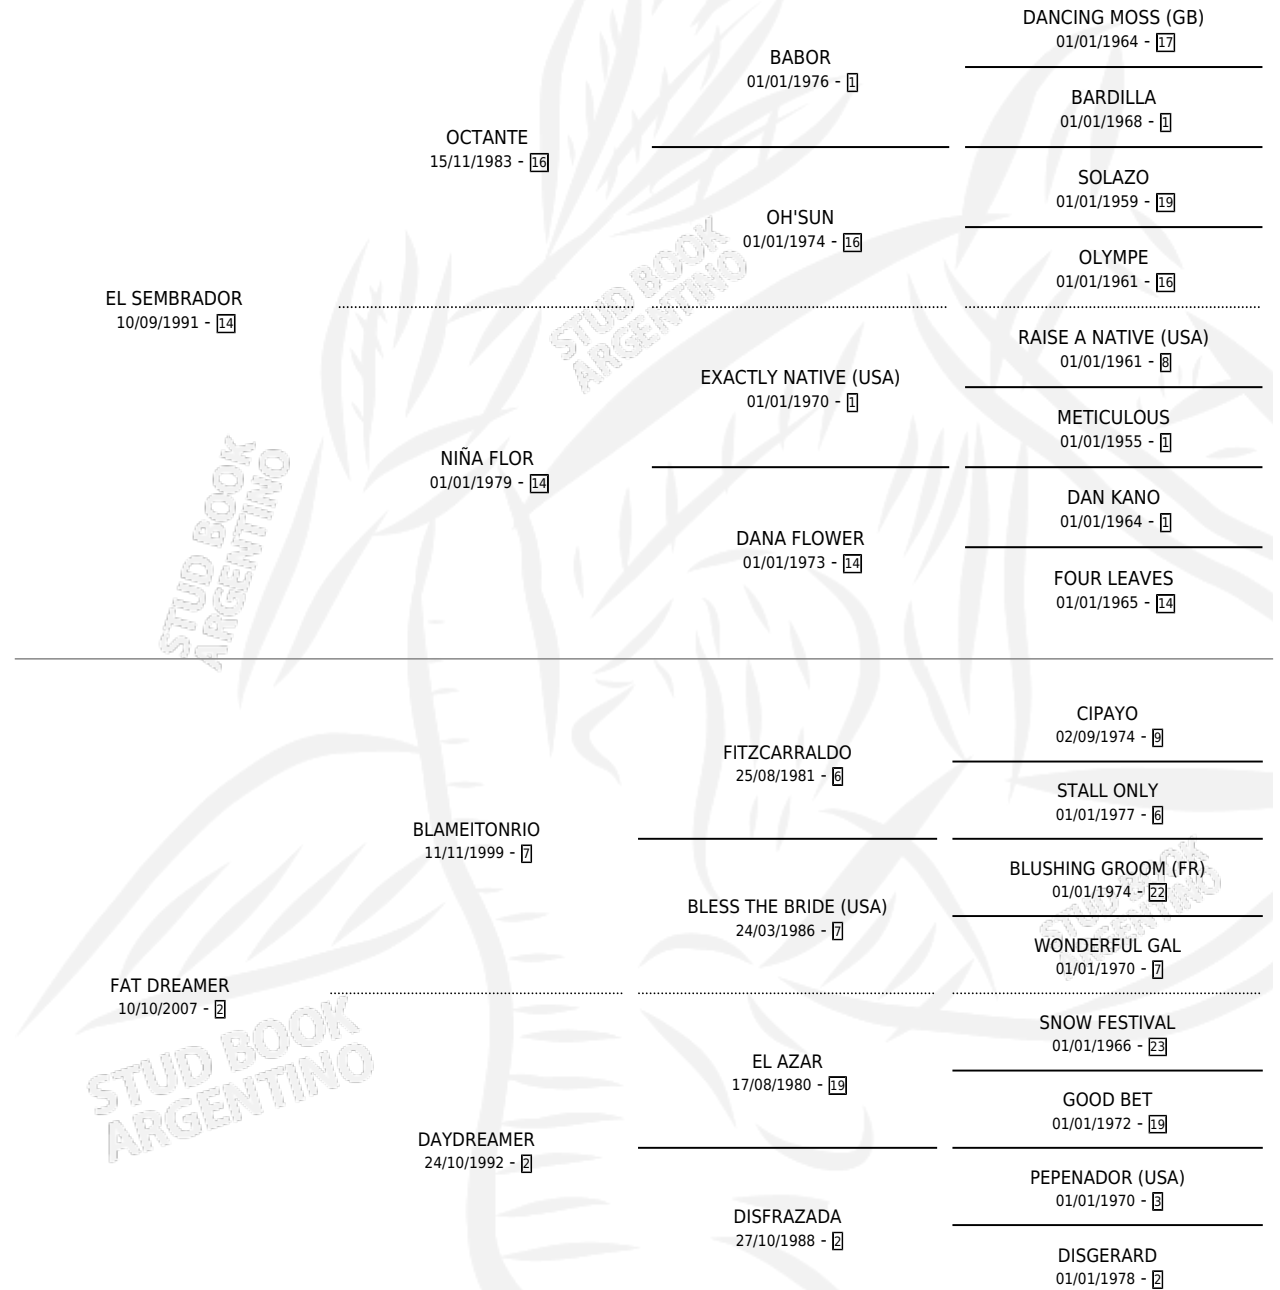 EL SEMBRADOR
10/09/1991 - 14
OCTANTE
15/11/1983 - 16
BABOR
01/01/1976 - 1
DANCING MOSS (GB)
01/01/1964 - 17
BARDILLA
01/01/1968 - 1
OH'SUN
01/01/1974 - 16
SOLAZO
01/01/1959 - 19
OLYMPE
01/01/1961 - 16
NIÑA FLOR
01/01/1979 - 14
EXACTLY NATIVE (USA)
01/01/1970 - 1
RAISE A NATIVE (USA)
01/01/1961 - 8
METICULOUS
01/01/1955 - 1
DANA FLOWER
01/01/1973 - 14
DAN KANO
01/01/1964 - 1
FOUR LEAVES
01/01/1965 - 14
FAT DREAMER
10/10/2007 - 2
BLAMEITONRIO
11/11/1999 - 7
FITZCARRALDO
25/08/1981 - 6
CIPAYO
02/09/1974 - 9
STALL ONLY
01/01/1977 - 6
BLESS THE BRIDE (USA)
24/03/1986 - 7
BLUSHING GROOM (FR)
01/01/1974 - 22
WONDERFUL GAL
01/01/1970 - 7
DAYDREAMER
24/10/1992 - 2
EL AZAR
17/08/1980 - 19
SNOW FESTIVAL
01/01/1966 - 23
GOOD BET
01/01/1972 - 19
DISFRAZADA
27/10/1988 - 2
PEPENADOR (USA)
01/01/1970 - 3
DISGERARD
01/01/1978 - 2
STUD BOOK
ARGENTINO
STUD BOOK
ARGENTINO
STUD BOOK
ARGENTINO
STUD BOOK
ARGENTINO